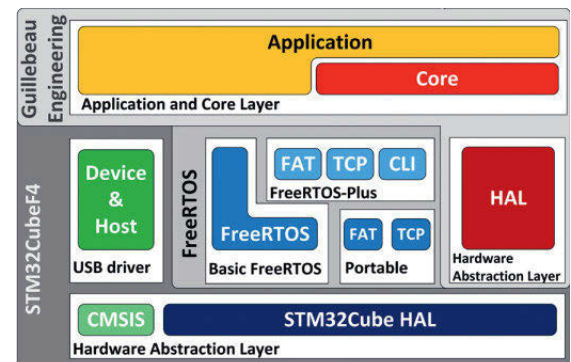 Guillebeau
Engineering
Application
Core
Application and Core Layer
STM32CubeF4
Device
&
Host
USB driver
FreeRTOS
FreeRTOS
Basic FreeRTOS
FAT TCP CLI
FreeRTOS-Plus
FAT TCP
Portable
HAL
Hardware
Abstraction Layer
CMSIS
STM32Cube HAL
Hardware Abstraction Layer